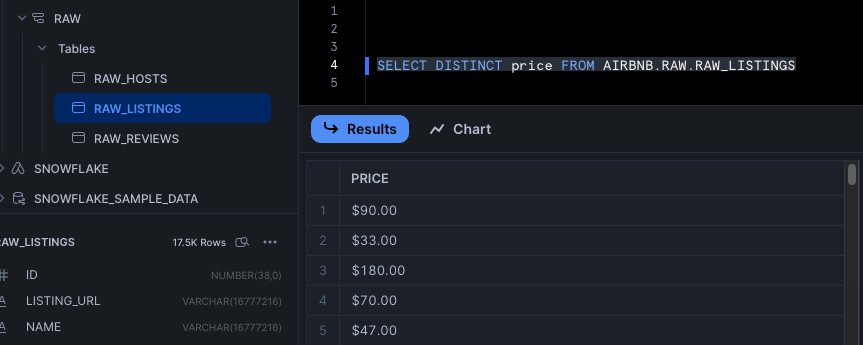 RAW
Tables
RAW_HOSTS
RAW_LISTINGS
RAW_REVIEWS
SNOWFLAKE
SNOWFLAKE_SAMPLE_DATA
RAW_LISTINGS
17.5K Rows
ID NUMBER(38,0)
LISTING_URL VARCHAR(16777216)
NAME VARCHAR(16777216)
1
2
3
4 SELECT DISTINCT price FROM AIRBNB.RAW.RAW_LISTINGS
5
Results Chart
PRICE
1 $90.00
2 $33.00
3 $180.00
4 $70.00
5 $47.00